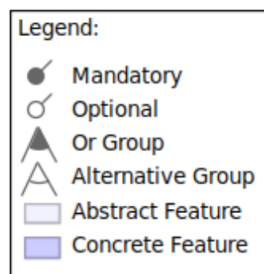 Legend:
Mandatory
Optional
Or Group
Alternative Group
Abstract Feature
Concrete Feature